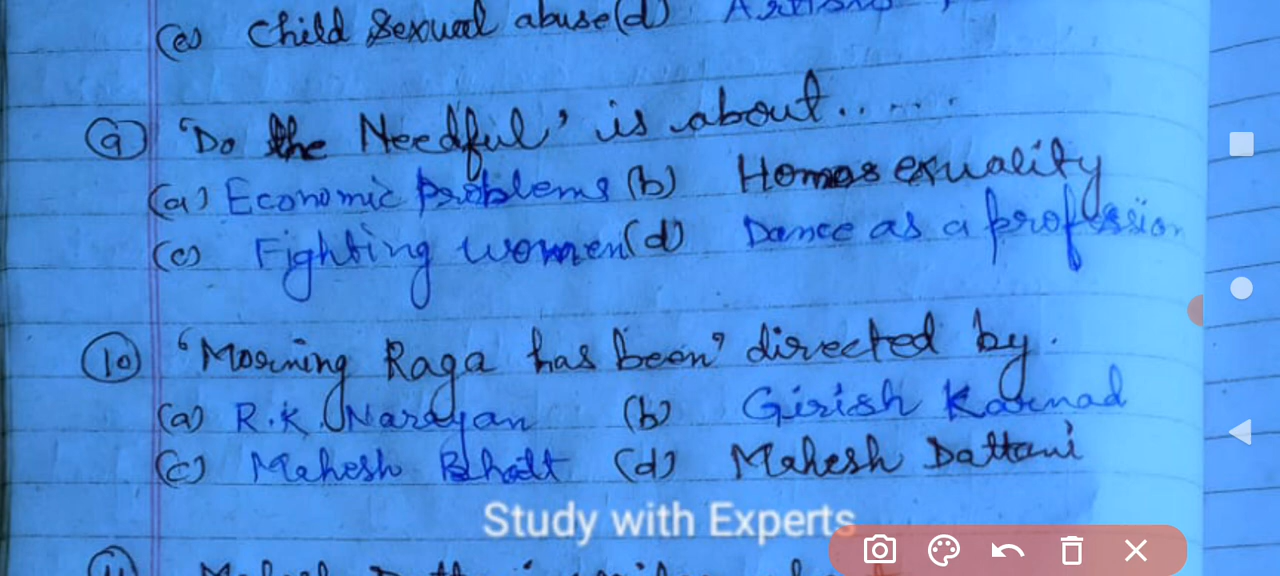 (c) Child Sexual abuse (d)
(9) 'Do the Needful' is about.....
(a) Economic Problems (b) Homosexuality
(c) Fighting women (d) Dance as a profession
(10) 'Morning Raga has been' directed by.
(a) R.K. Narayan (b) Girish Karnad
(c) Mahesh Bhatt (d) Mahesh Dattani
Study with Experts